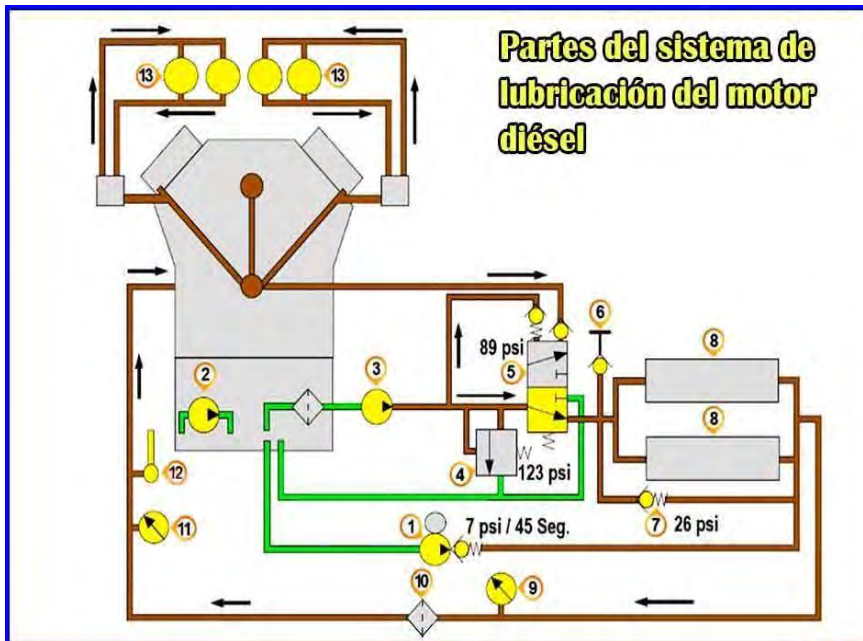 Partes del sistema de
lubricación del motor
diésel
13
13
6
89 psi
8
5
2
3
8
4
123 psi
12
7
26 psi
1
7 psi / 45 Seg.
11
10
9